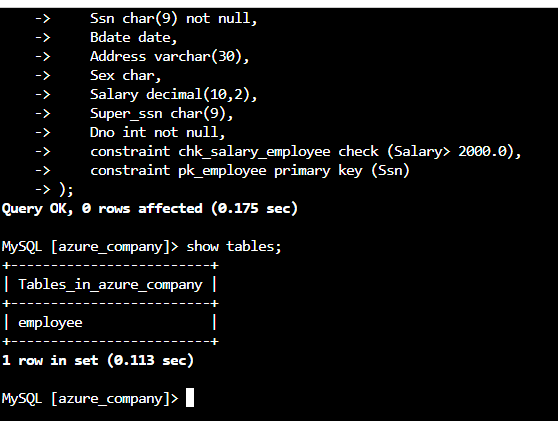 -> Ssn char(9) not null,
-> Bdate date,
-> Address varchar(30),
-> Sex char,
-> Salary decimal(10,2),
-> Super_ssn char(9),
-> Dno int not null,
-> constraint chk_salary_employee check (Salary> 2000.0),
-> constraint pk_employee primary key (Ssn)
-> );
Query OK, 0 rows affected (0.175 sec)
MySQL [azure_company]> show tables;
+-------------------------+
| Tables_in_azure_company |
+-------------------------+
| employee                |
+-------------------------+
1 row in set (0.113 sec)
MySQL [azure_company]>